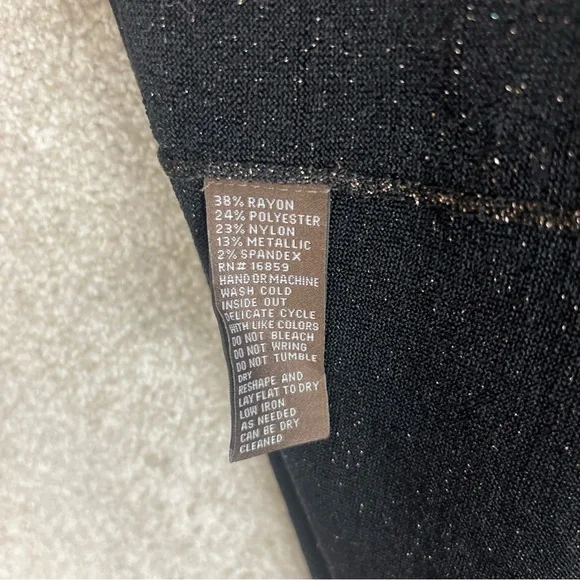 38% RAYON
24% POLYESTER
23% NYLON
13% METALLIC
2% SPANDEX
RN# 16859
HAND OR MACHINE
WASH COLD
INSIDE OUT
DELICATE CYCLE
WITH LIKE COLORS
DO NOT BLEACH
DO NOT WRING
DO NOT TUMBLE
DRY
RESHAPE AND
LAY FLAT TO DRY
LOW IRON
AS NEEDED
CAN BE DRY
CLEANED